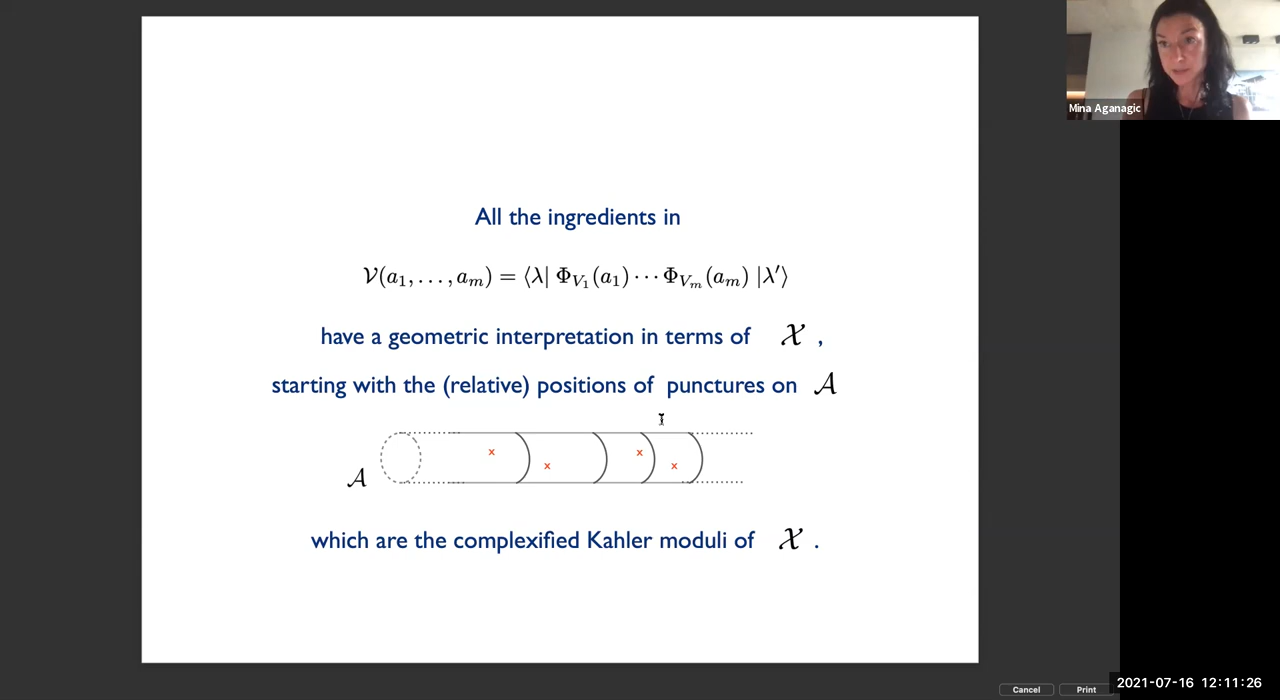 Mina Aganagic
All the ingredients in
𝒱(a₁, . . . , aₘ) = ⟨λ| Φ_{V₁}(a₁) · · · Φ_{Vₘ}(aₘ) |λ′⟩
have a geometric interpretation in terms of 𝒳 ,
starting with the (relative) positions of punctures on 𝒜
x x x x
𝒜
which are the complexified Kahler moduli of 𝒳 .
Cancel Print
2021-07-16 12:11:26